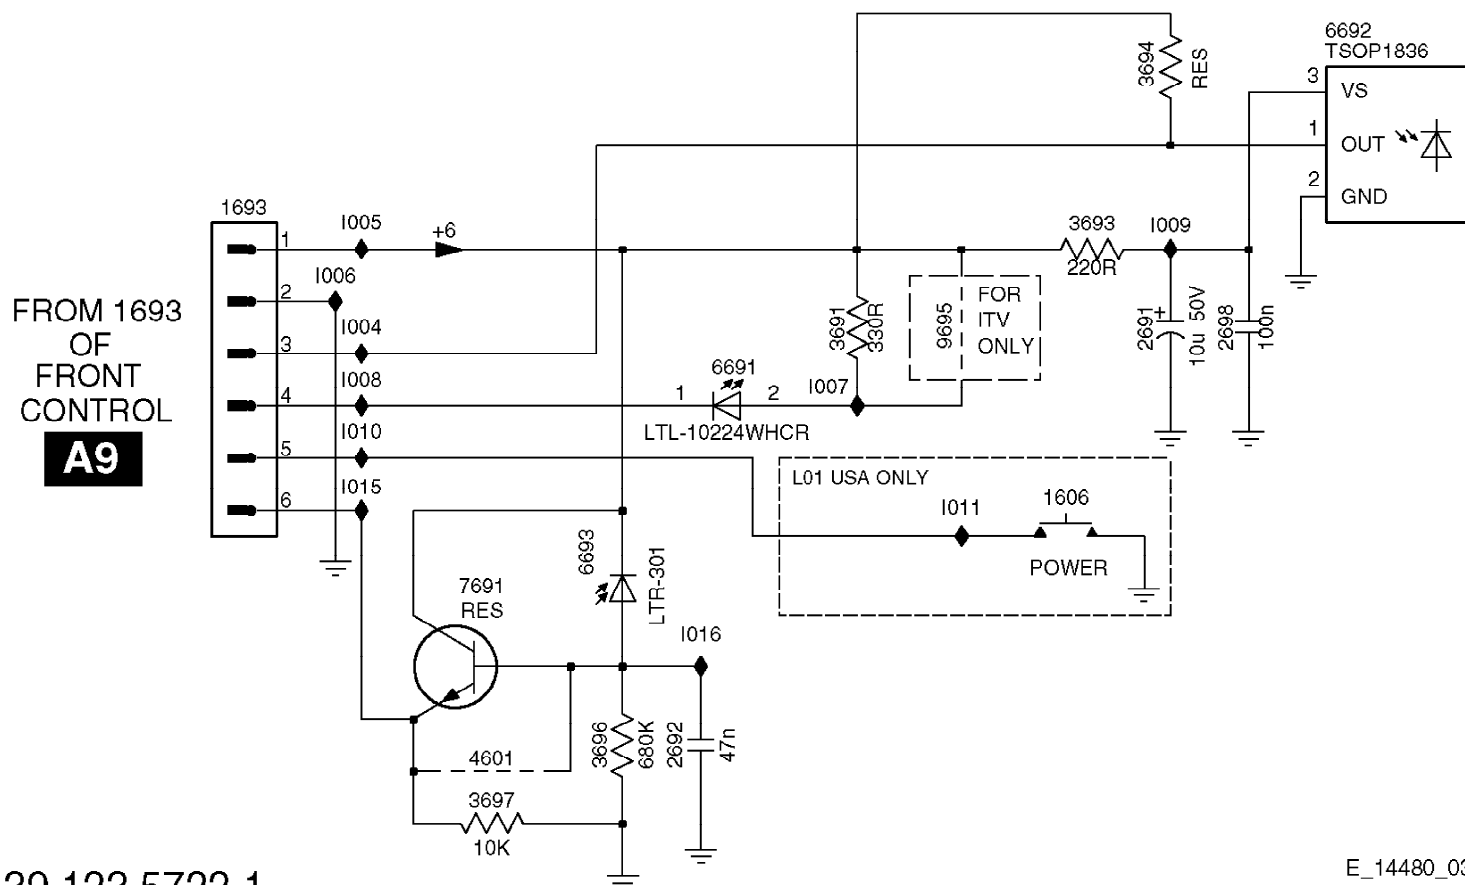 6692
TSOP1836
3694
RES
3
VS
1
OUT
2
GND
1693
1
I005
+6
2
I006
3
I004
4
I008
5
I010
6
I015
FROM 1693
OF
FRONT
CONTROL
A9
3693
220R
I009
3691
330R
9695
FOR
ITV
ONLY
2691
+
10u 50V
2698
100n
6691
1
2
I007
LTL-10224WHCR
L01 USA ONLY
I011
1606
POWER
6693
LTR-301
7691
RES
I016
3696
680K
2692
47n
4601
3697
10K
E_14480_03